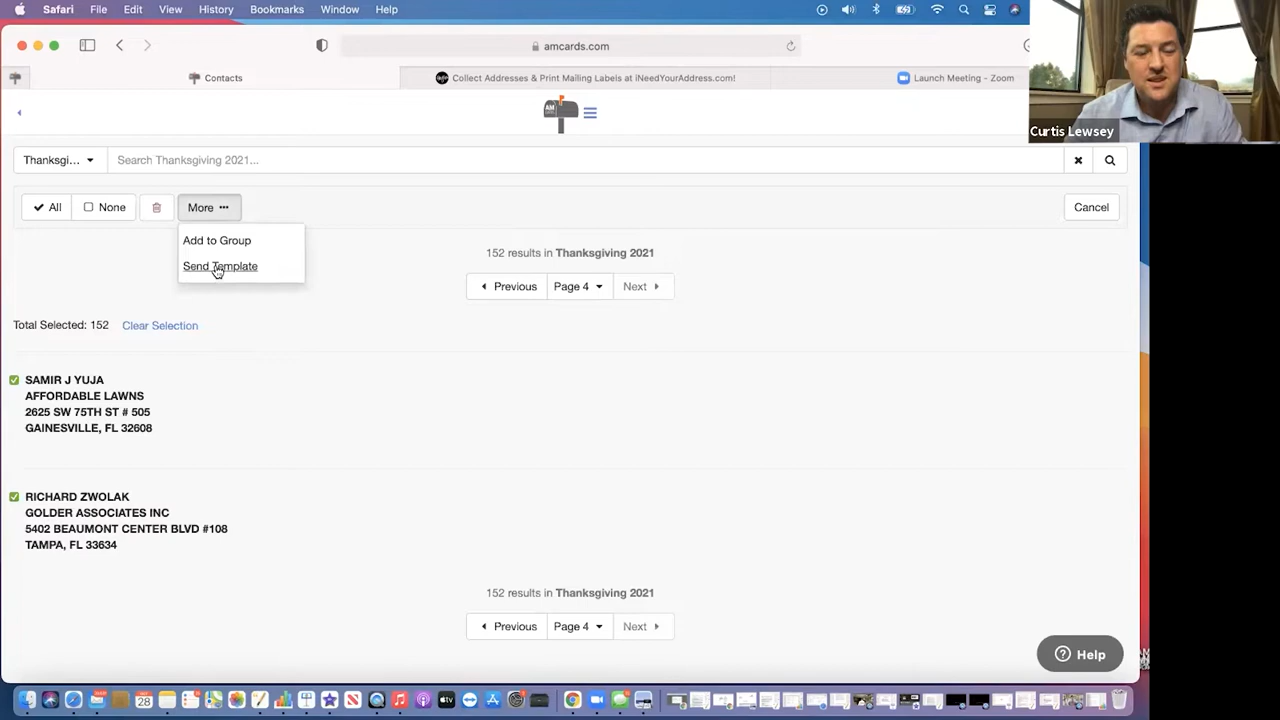 Safari File Edit View History Bookmarks Window Help
amcards.com
Contacts
Collect Addresses & Print Mailing Labels at iNeedYourAddress.com!
Launch Meeting - Zoom
Curtis Lewsey
AM
Thanksgi...
Search Thanksgiving 2021...
All
None
More
Cancel
Add to Group
Send Template
152 results in Thanksgiving 2021
Previous Page 4 Next
Total Selected: 152 Clear Selection
SAMIR J YUJA
AFFORDABLE LAWNS
2625 SW 75TH ST # 505
GAINESVILLE, FL 32608
RICHARD ZWOLAK
GOLDER ASSOCIATES INC
5402 BEAUMONT CENTER BLVD #108
TAMPA, FL 33634
152 results in Thanksgiving 2021
Previous Page 4 Next
Help